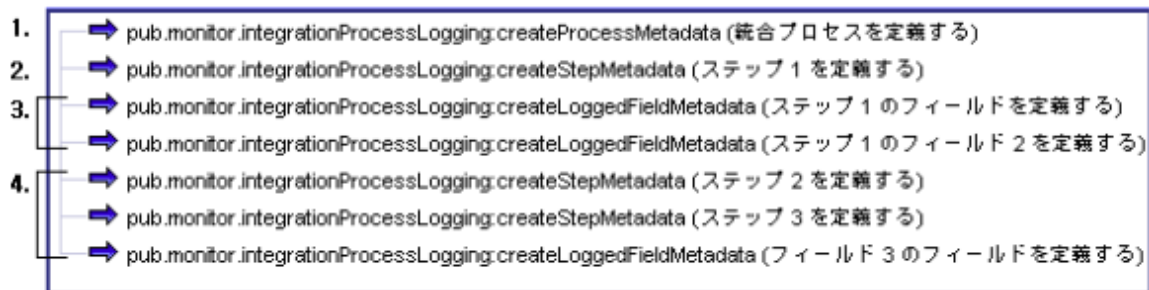 1. pub.monitor.integrationProcessLogging:createProcessMetadata (統合プロセスを定義する)
2. pub.monitor.integrationProcessLogging:createStepMetadata (ステップ 1 を定義する)
3. pub.monitor.integrationProcessLogging:createLoggedFieldMetadata (ステップ 1 のフィールドを定義する)
pub.monitor.integrationProcessLogging:createLoggedFieldMetadata (ステップ 1 のフィールド 2 を定義する)
4. pub.monitor.integrationProcessLogging:createStepMetadata (ステップ 2 を定義する)
pub.monitor.integrationProcessLogging:createStepMetadata (ステップ 3 を定義する)
pub.monitor.integrationProcessLogging:createLoggedFieldMetadata (フィールド 3 のフィールドを定義する)